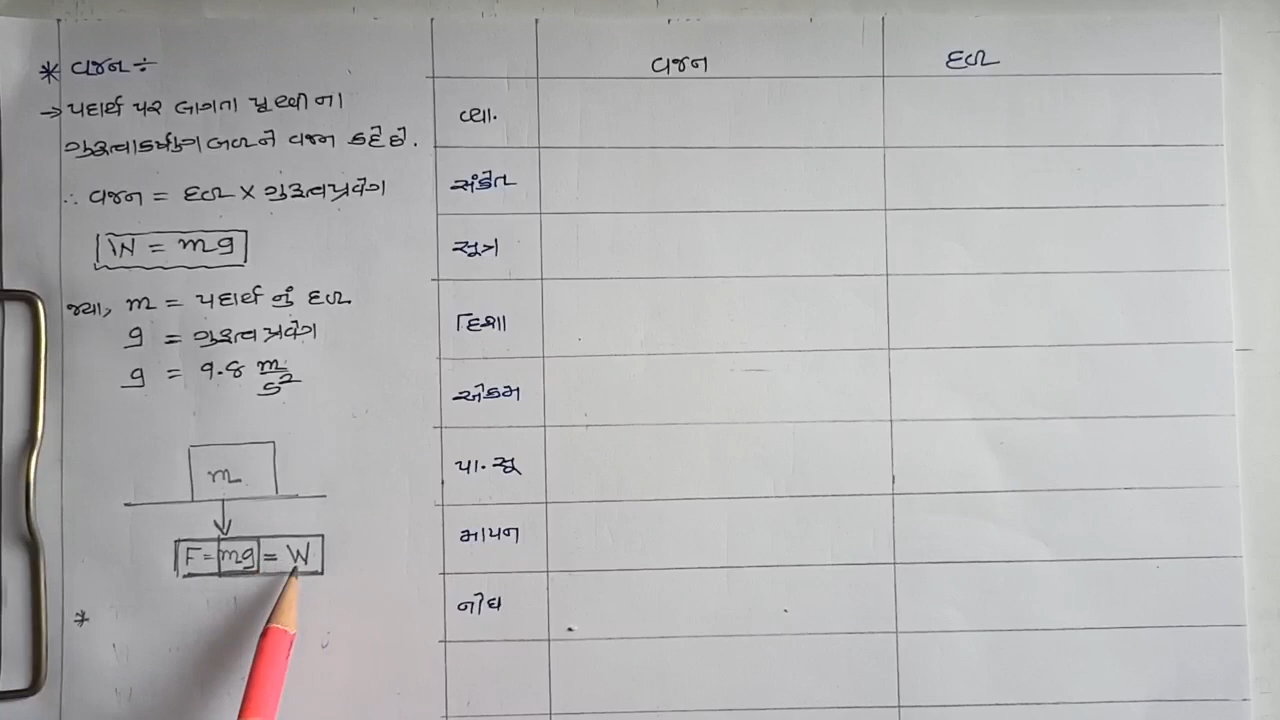 * વજન ÷
→ પદાર્થ પર લાગતા પૃથ્વી ના
ગુરુત્વાકર્ષણ બળને વજન કહે છે.
∴ વજન = દળ × ગુરુત્વપ્રવેગ
W = mg
જ્યા, m = પદાર્થ નું દળ
g = ગુરુત્વપ્રવેગ
g = 9.8 m/s²
m
F = mg = W
*
વજન
દળ
વ્યા.
સંકેત
સૂત્ર
દિશા
એકમ
પા. સૂ
માપન
નોંધ